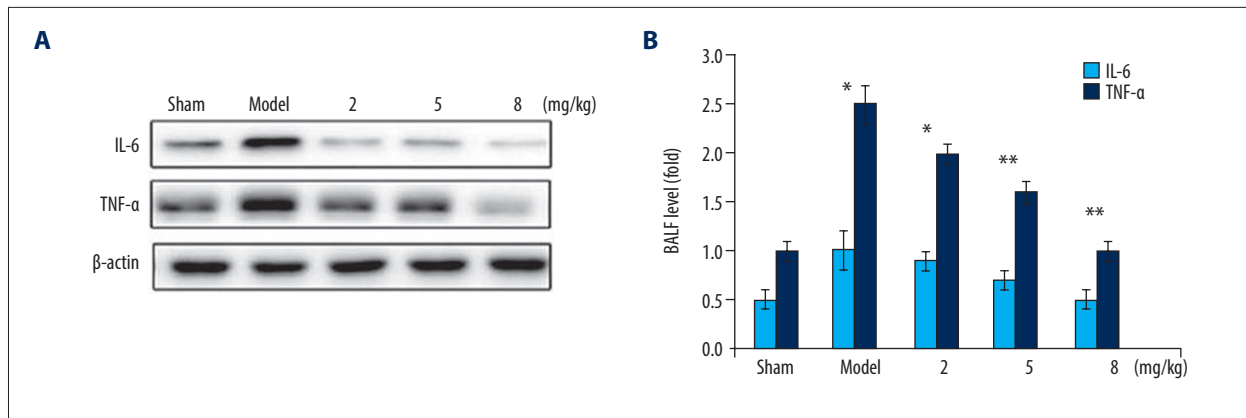 A
Sham Model 2 5 8 (mg/kg)
IL-6
TNF-α
β-actin
B
BALF level (fold)
3.0
2.5
2.0
1.5
1.0
0.5
0.0
IL-6
TNF-α
*
*
**
**
Sham Model 2 5 8 (mg/kg)